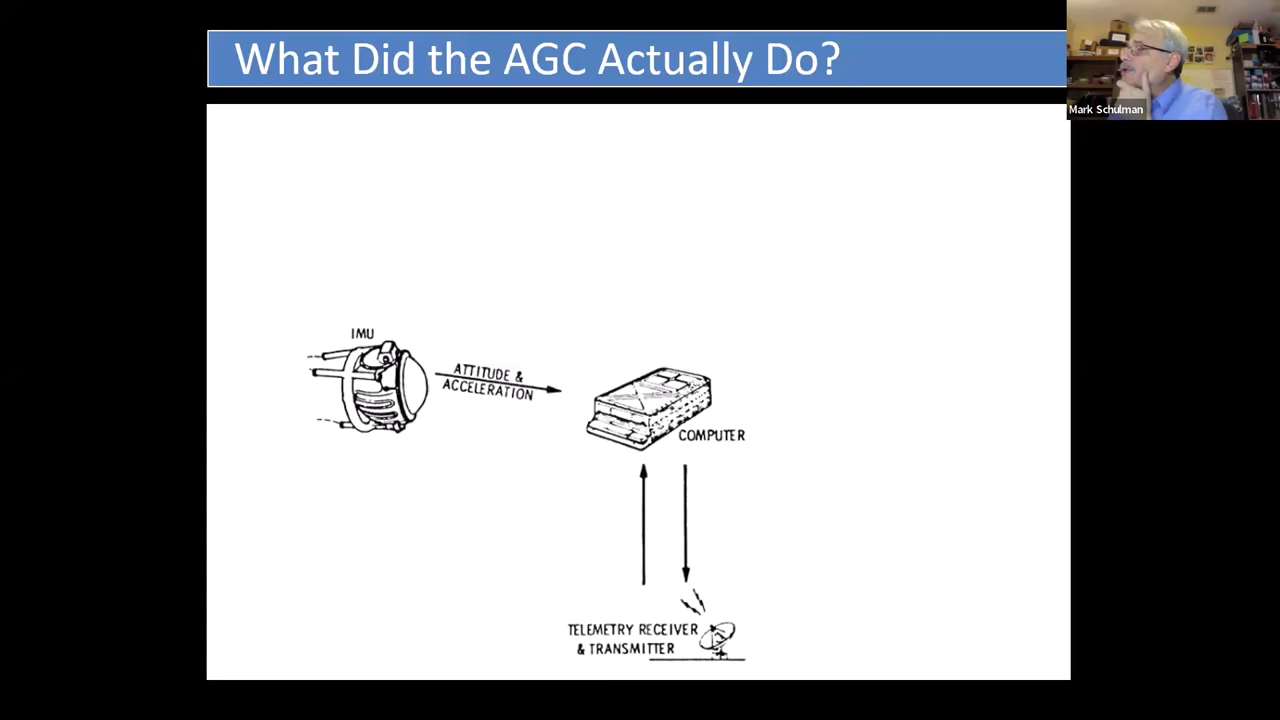 What Did the AGC Actually Do?
Mark Schulman
IMU
ATTITUDE &
ACCELERATION
COMPUTER
TELEMETRY RECEIVER
& TRANSMITTER